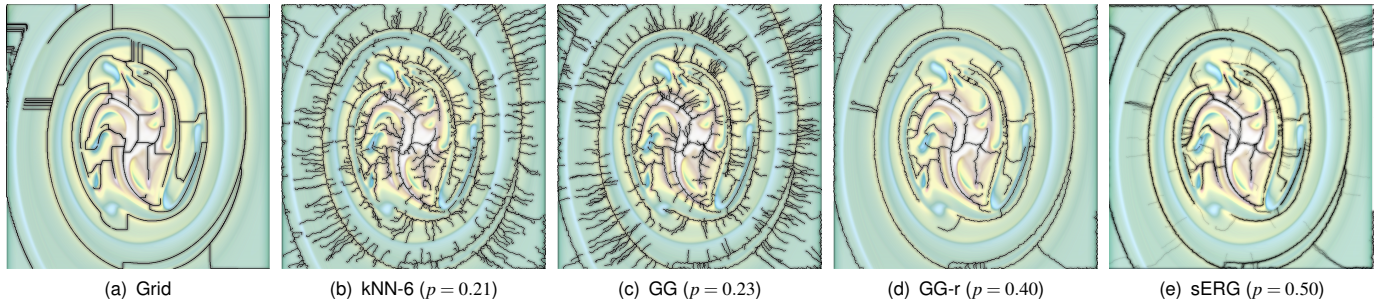 (a) Grid
(b) kNN-6 (p = 0.21)
(c) GG (p = 0.23)
(d) GG-r (p = 0.40)
(e) sERG (p = 0.50)